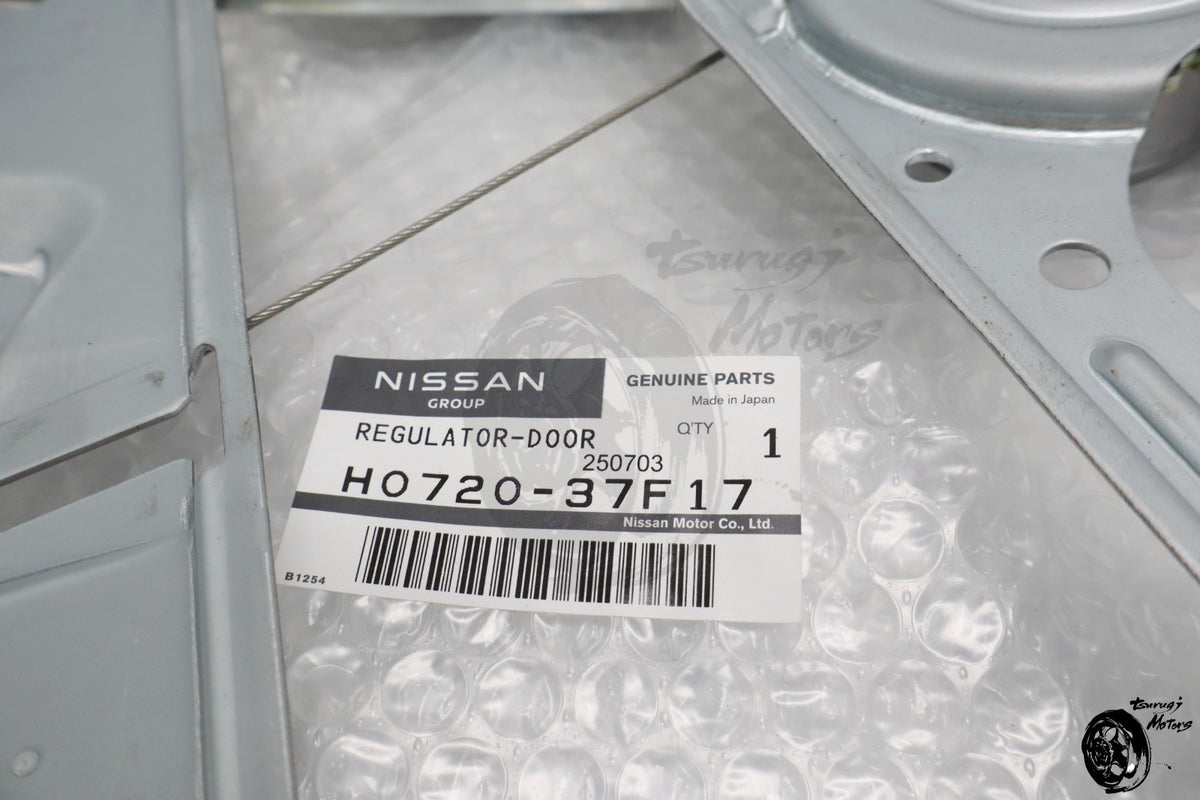 Tsurugi
Motors
NISSAN
GROUP
GENUINE PARTS
Made in Japan
REGULATOR-DOOR
Q'TY
1
250703
H0720-37F17
Nissan Motor Co., Ltd.
B1254
Tsurugi
Motors